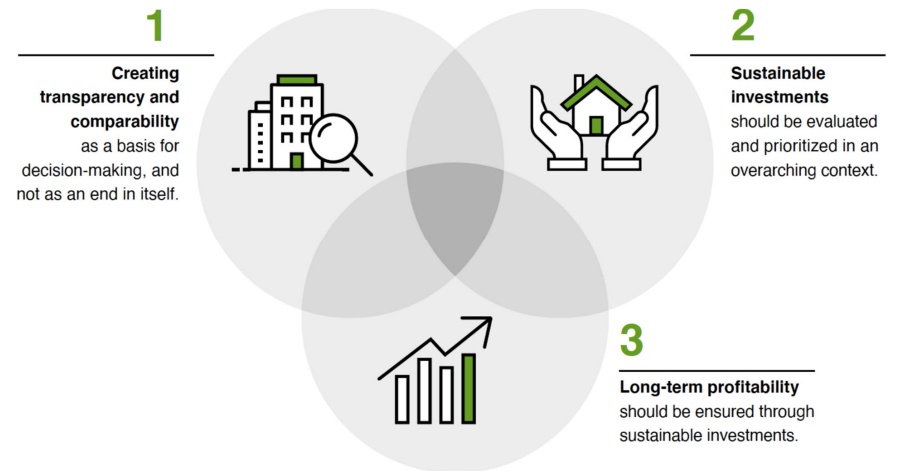 1
Creating
transparency and
comparability
as a basis for
decision-making, and
not as an end in itself.
2
Sustainable
investments
should be evaluated
and prioritized in an
overarching context.
3
Long-term profitability
should be ensured through
sustainable investments.